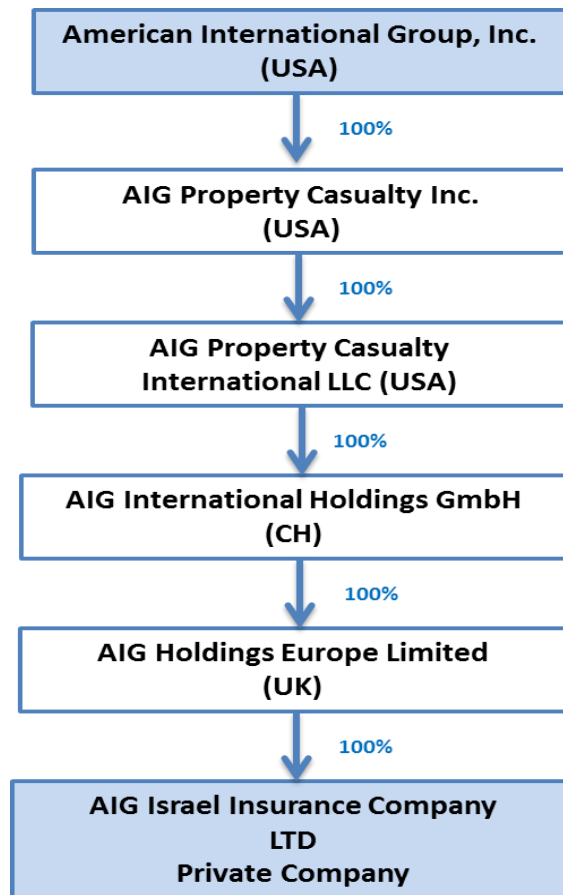 American International Group, Inc.
(USA)
100%
AIG Property Casualty Inc.
(USA)
100%
AIG Property Casualty
International LLC (USA)
100%
AIG International Holdings GmbH
(CH)
100%
AIG Holdings Europe Limited
(UK)
100%
AIG Israel Insurance Company
LTD
Private Company